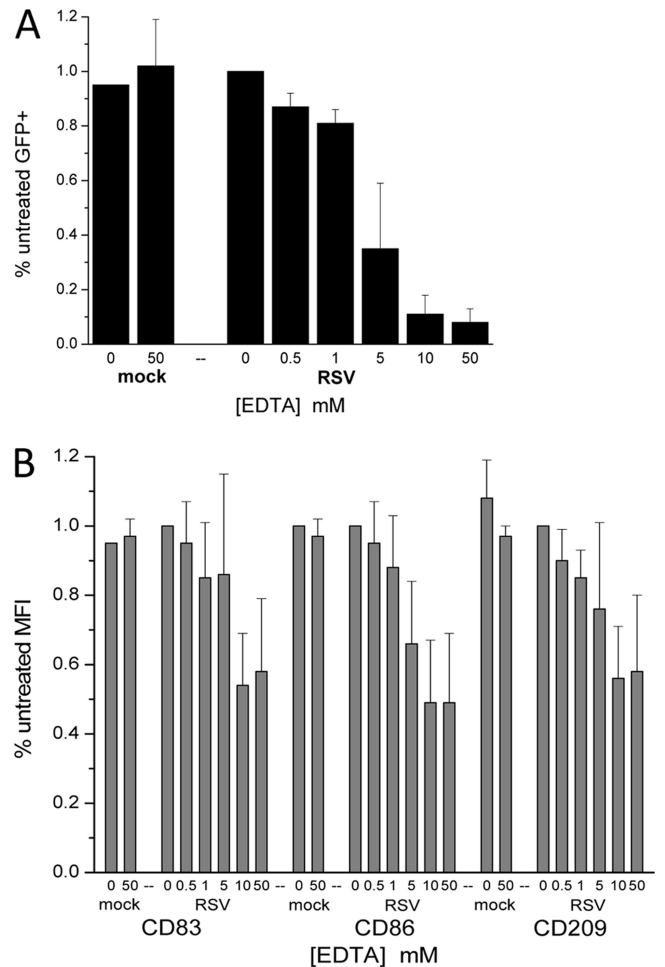 A
% untreated GFP+
1.2
1.0
0.8
0.6
0.4
0.2
0.0
0 50 -- 0 0.5 1 5 10 50
mock RSV
[EDTA] mM
B
% untreated MFI
1.2
1.0
0.8
0.6
0.4
0.2
0.0
0 50 -- 0 0.5 1 5 10 50 -- 0 50 -- 0 0.5 1 5 10 50 -- 0 50 -- 0 0.5 1 5 10 50
mock RSV mock RSV mock RSV
CD83 CD86 CD209
[EDTA] mM